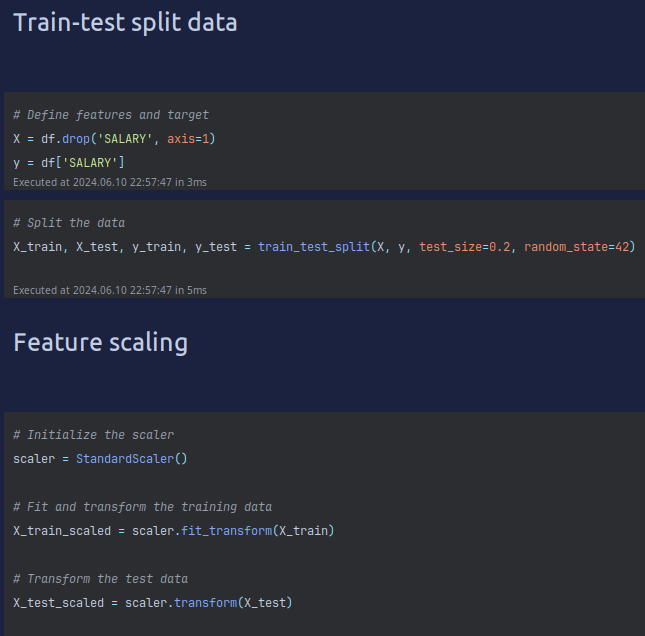 Train-test split data
# Define features and target
X = df.drop('SALARY', axis=1)
y = df['SALARY']
Executed at 2024.06.10 22:57:47 in 3ms
# Split the data
X_train, X_test, y_train, y_test = train_test_split(X, y, test_size=0.2, random_state=42)
Executed at 2024.06.10 22:57:47 in 5ms
Feature scaling
# Initialize the scaler
scaler = StandardScaler()
# Fit and transform the training data
X_train_scaled = scaler.fit_transform(X_train)
# Transform the test data
X_test_scaled = scaler.transform(X_test)